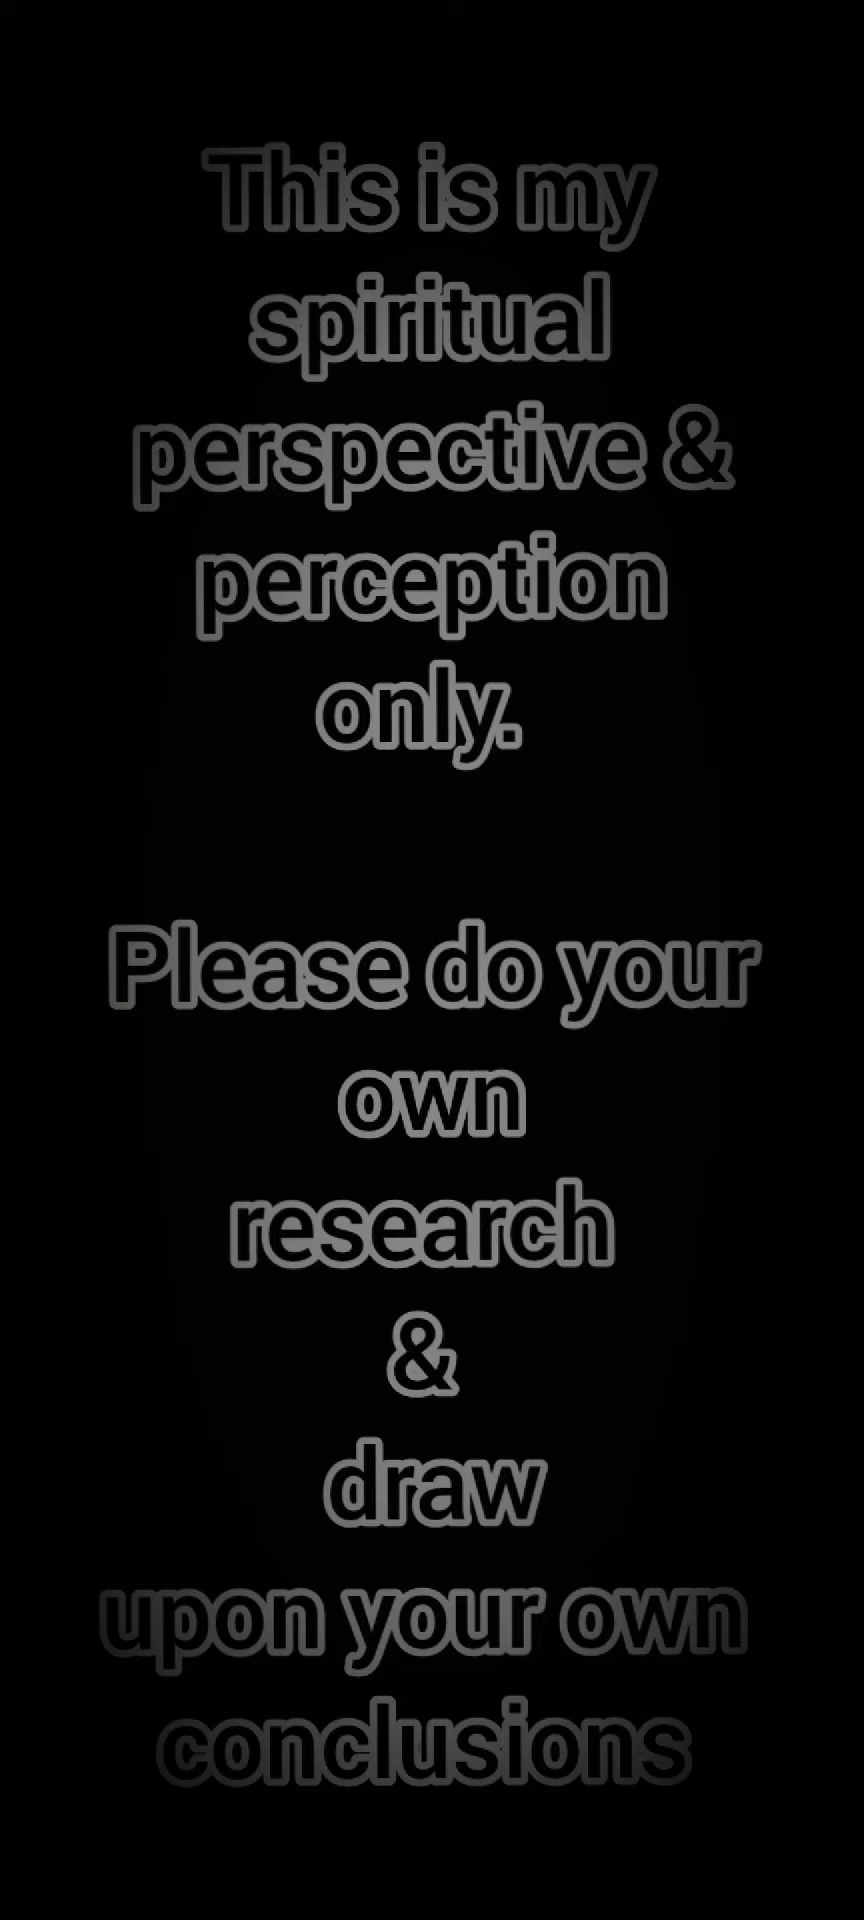 This is my
spiritual
perspective &
perception
only.
Please do your
own
research
&
draw
upon your own
conclusions